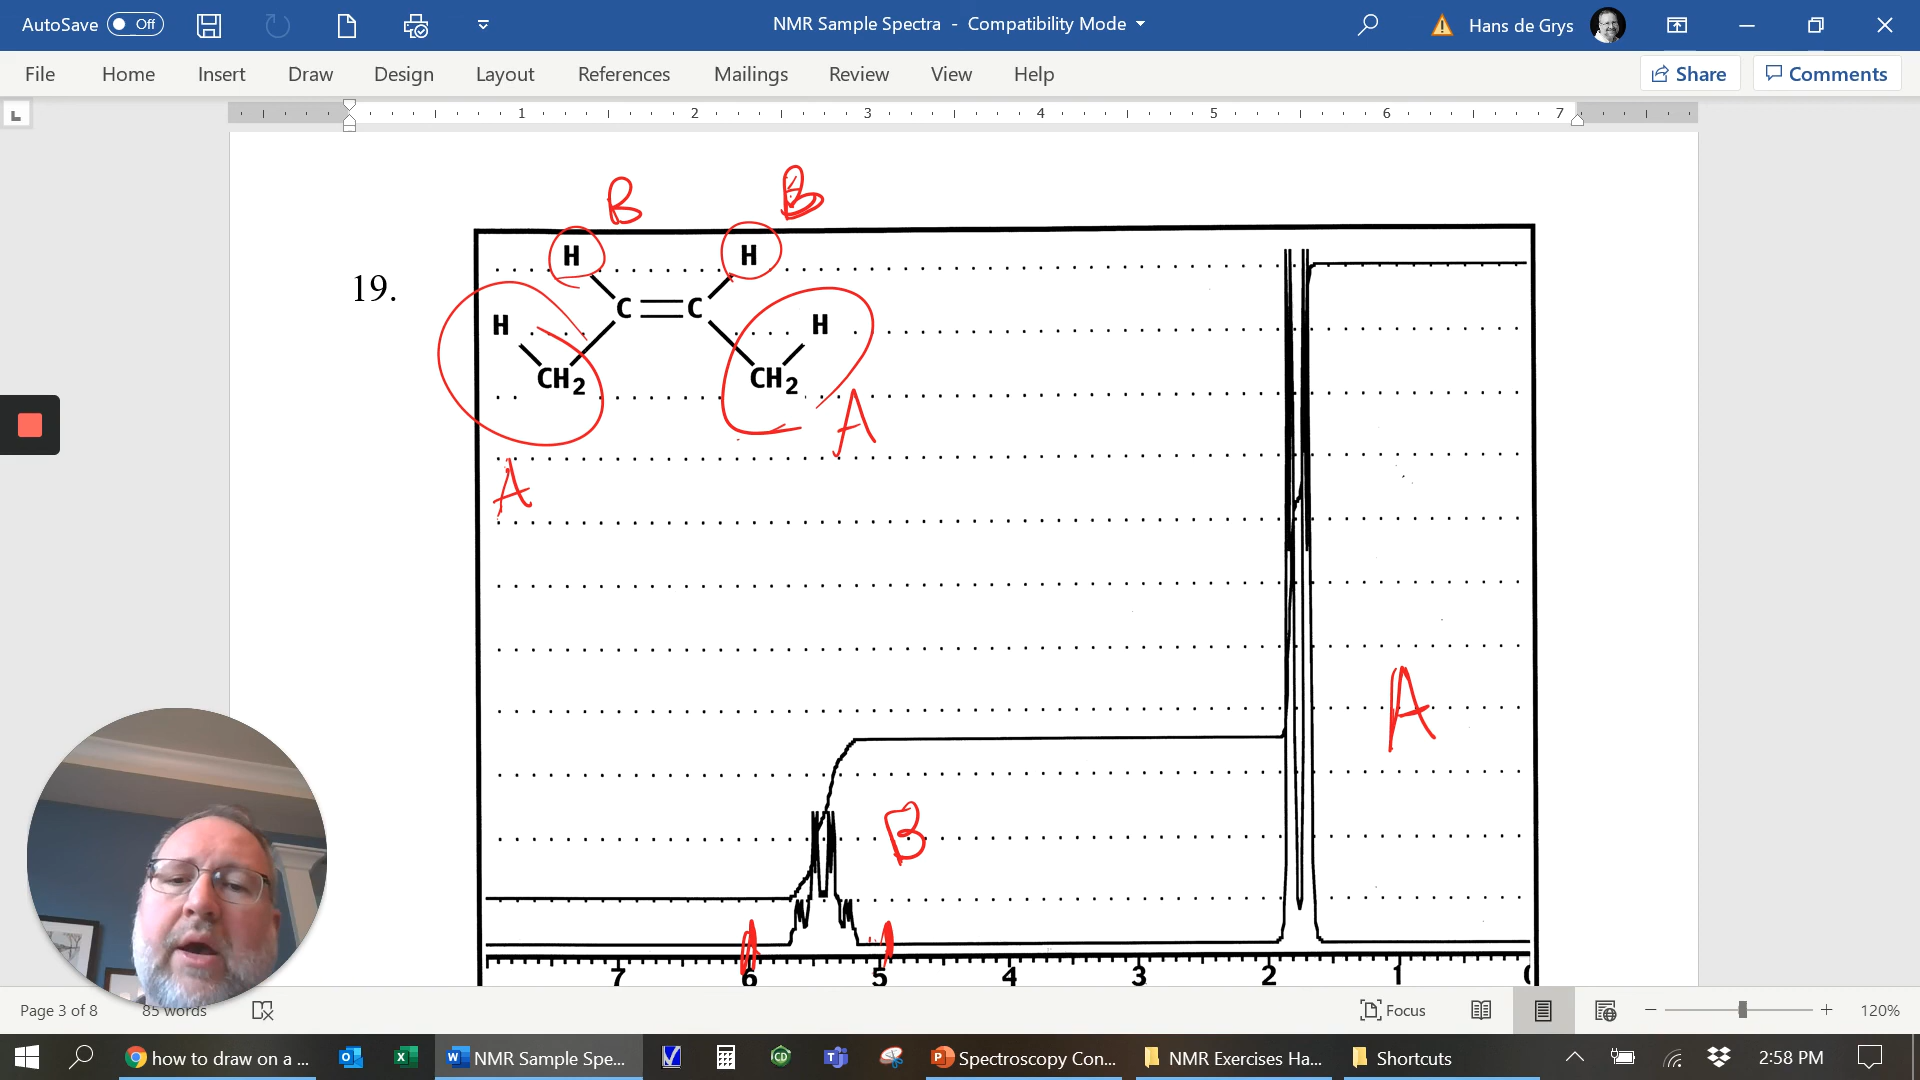 AutoSave Off NMR Sample Spectra - Compatibility Mode Hans de Grys
File Home Insert Draw Design Layout References Mailings Review View Help Share Comments
1 2 3 4 5 6 7
B B
H H
19.
C C
H H
CH2 CH2
A
A
A
B
7 6 5 4 3 2 1
Page 3 of 8 85 words Focus 120%
how to draw on a ... NMR Sample Spe... Spectroscopy Con... NMR Exercises Ha... Shortcuts 2:58 PM